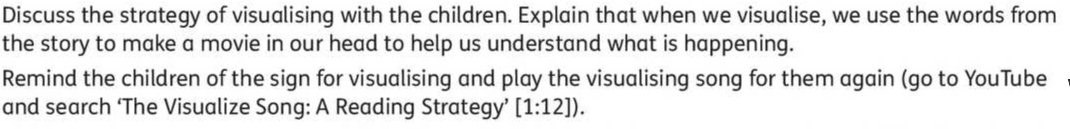 Discuss the strategy of visualising with the children. Explain that when we visualise, we use the words from
the story to make a movie in our head to help us understand what is happening.
Remind the children of the sign for visualising and play the visualising song for them again (go to YouTube
and search ‘The Visualize Song: A Reading Strategy’ [1:12]).